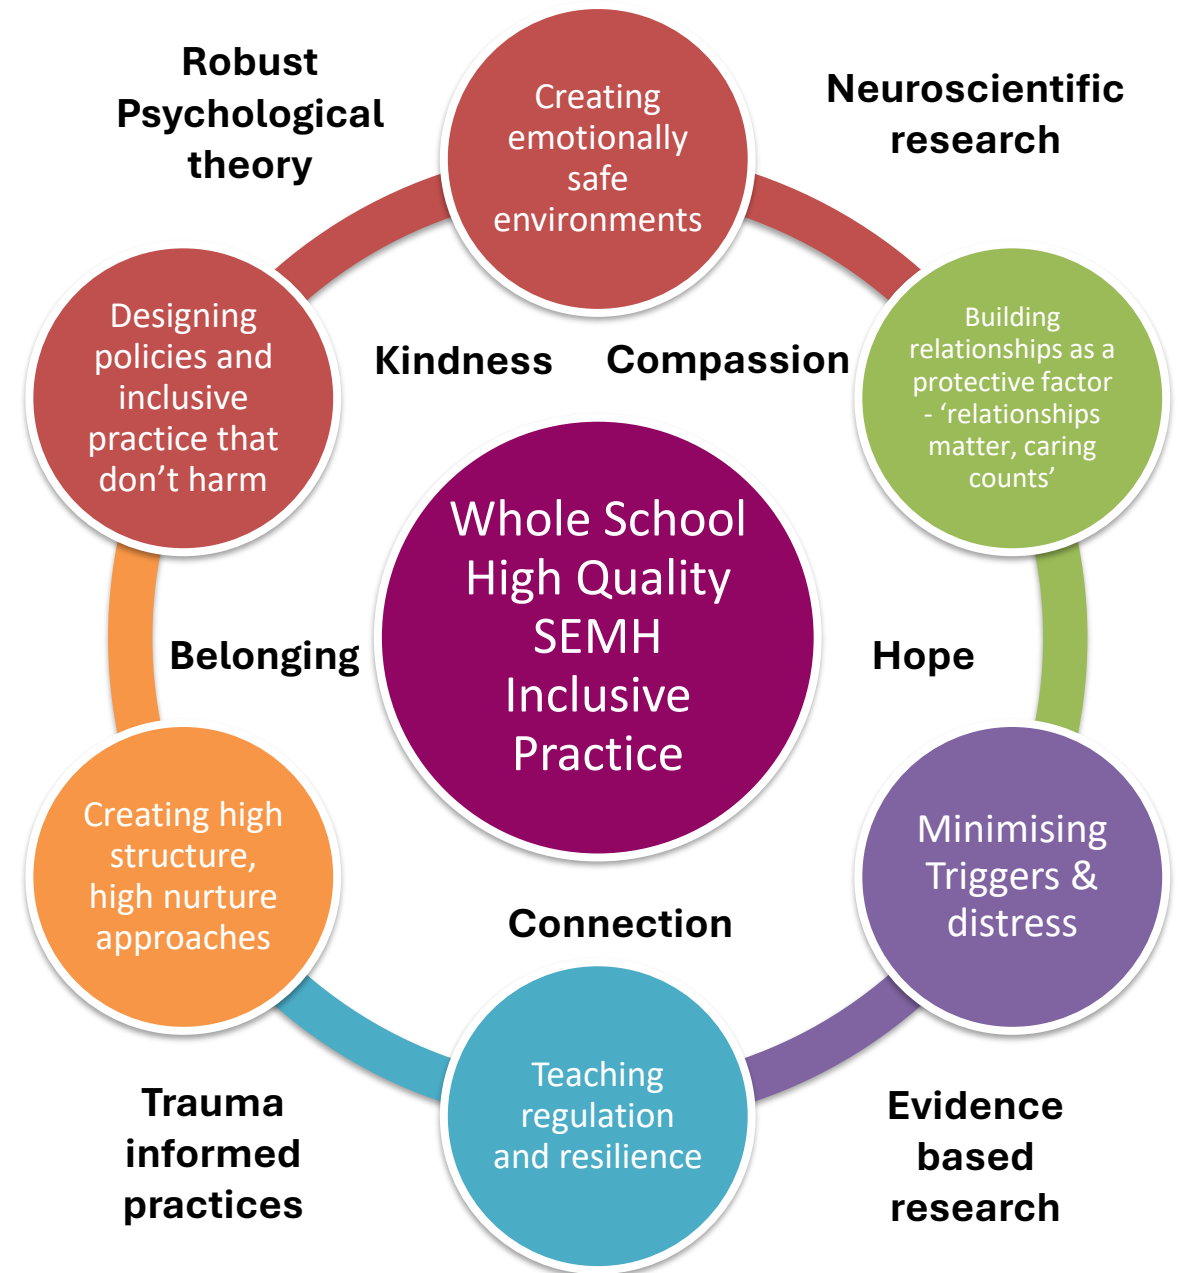 Robust
Psychological
theory
Creating
emotionally
safe
environments
Neuroscientific
research
Designing
policies and
inclusive
practice that
don’t harm
Kindness
Compassion
Building
relationships as a
protective factor
- ‘relationships
matter, caring
counts’
Whole School
High Quality
SEMH
Inclusive
Practice
Belonging
Hope
Creating high
structure,
high nurture
approaches
Minimising
Triggers &
distress
Connection
Teaching
regulation
and resilience
Trauma
informed
practices
Evidence
based
research